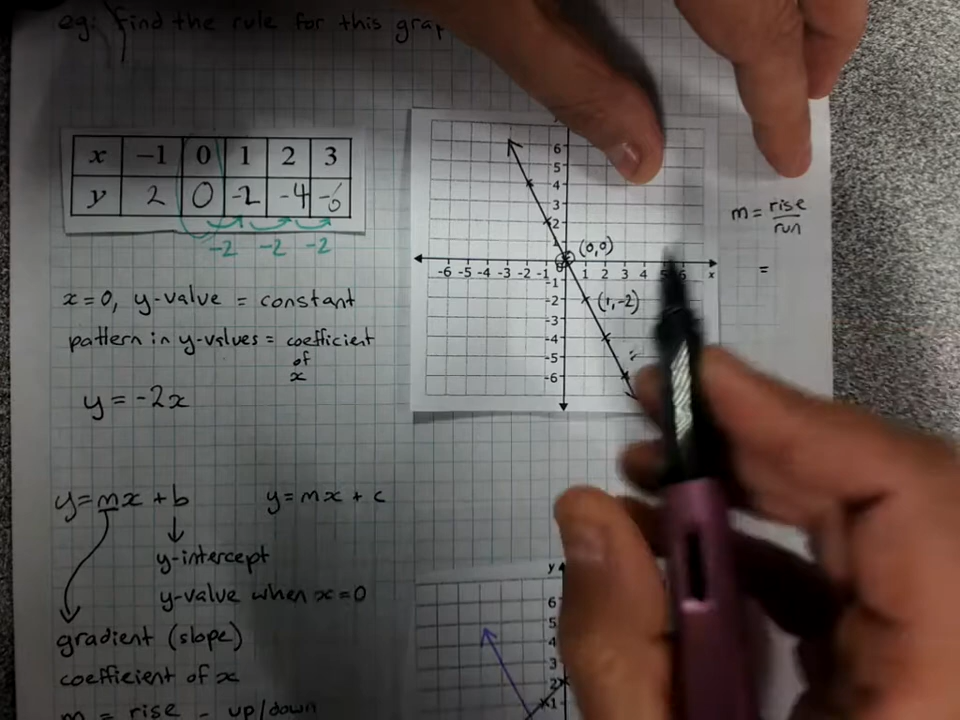 eg: Find the rule for this
x -1 0 1 2 3
y 2 0 -2 -4 -6
-2 -2 -2
x=0, y-value = constant
pattern in y-values = coefficient
of
x
y = -2x
y=mx + b
y=mx + c
y-intercept
y-value when x=0
gradient (slope)
coefficient of x
m = rise - up/down
6
5
4
3
2
1
(0,0)
-6 -5 -4 -3 -2 -1 0 1 2 3 4 5 6 x
-1
-2 (1,-2)
-3
-4
-5
-6
m = rise
run
=
y
6
5
4
3
2
1